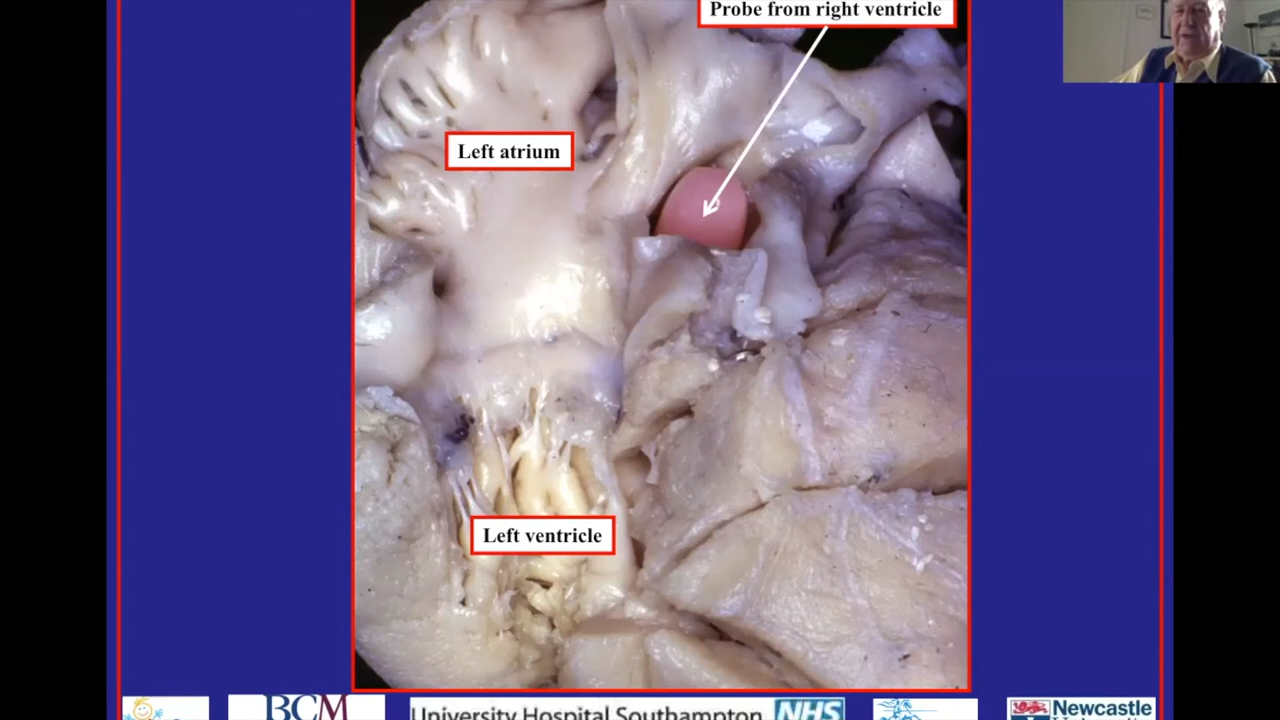 Probe from right ventricle
Left atrium
Left ventricle
BCM
University Hospital Southampton
NHS
Newcastle